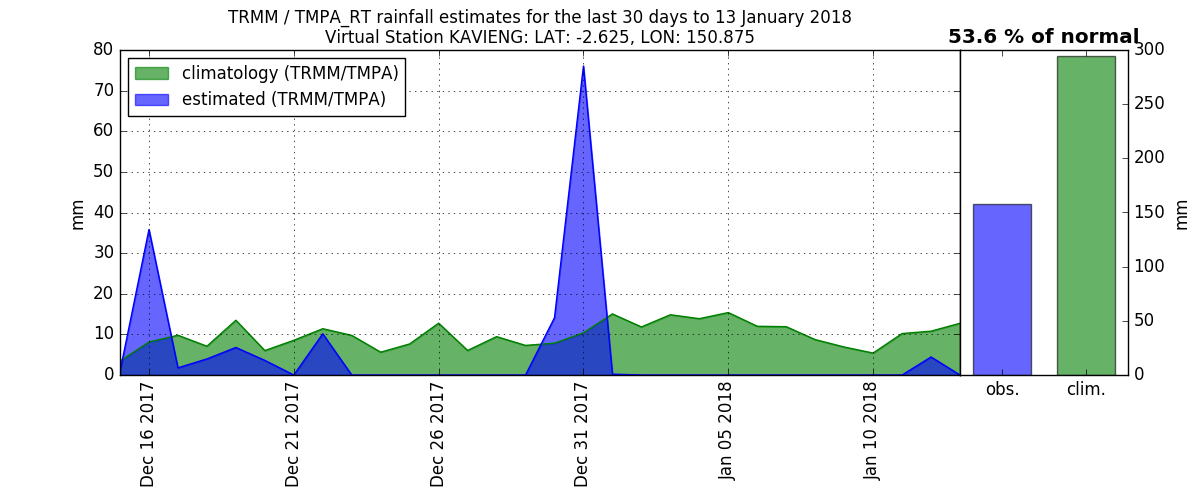 TRMM / TMPA_RT rainfall estimates for the last 30 days to 13 January 2018
Virtual Station KAVIENG: LAT: -2.625, LON: 150.875
53.6 % of normal
climatology (TRMM/TMPA)
estimated (TRMM/TMPA)
80
70
60
50
40
30
20
10
0
mm
Dec 16 2017
Dec 21 2017
Dec 26 2017
Dec 31 2017
Jan 05 2018
Jan 10 2018
obs.
clim.
300
250
200
150
100
50
0
mm